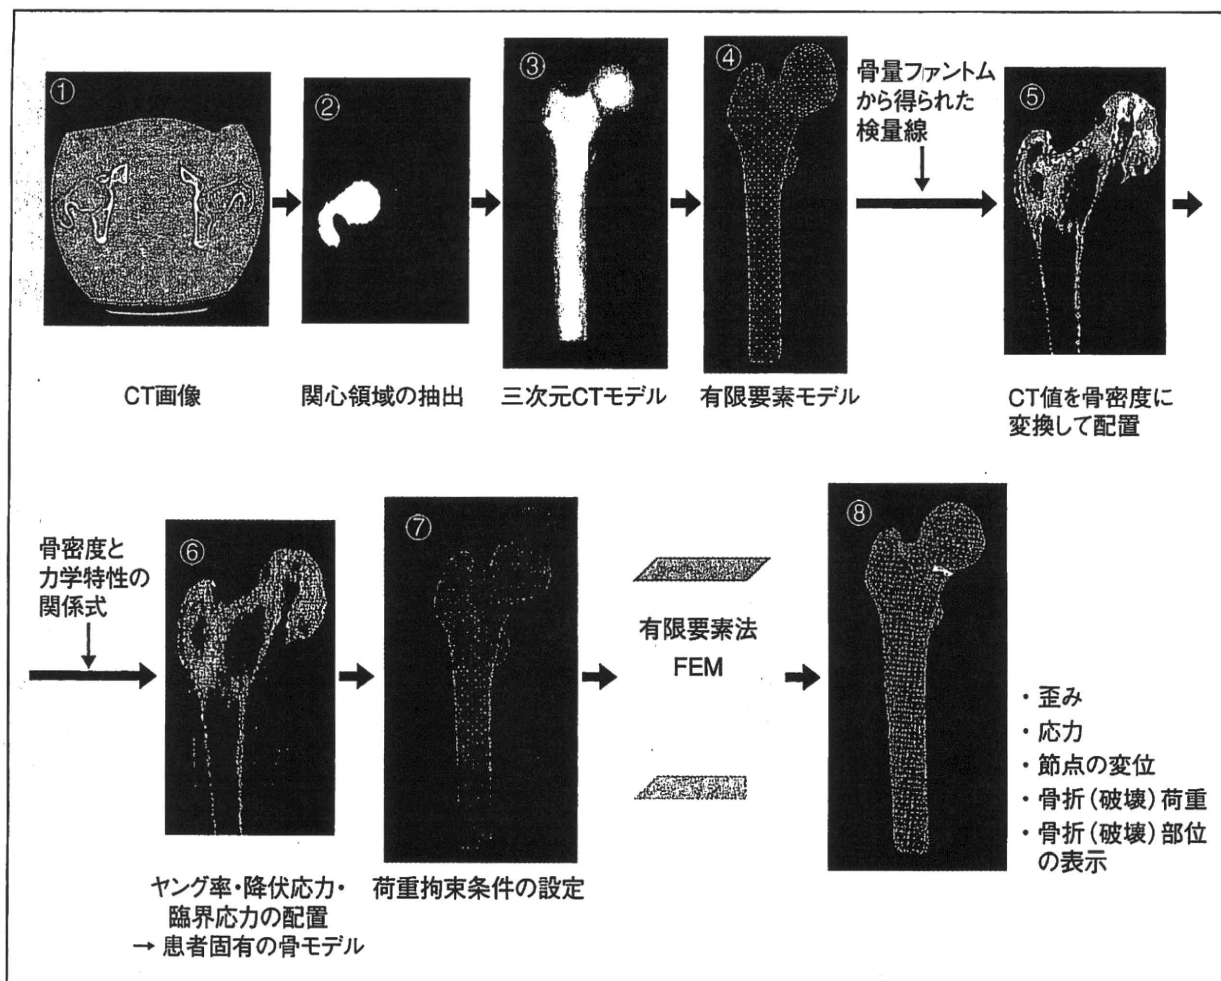 ①
②
③
④
骨量ファントム
から得られた
検量線
⑤
CT画像
関心領域の抽出
三次元CTモデル
有限要素モデル
CT値を骨密度に
変換して配置
骨密度と
力学特性の
関係式
⑥
⑦
有限要素法
FEM
⑧
・歪み
・応力
・節点の変位
・骨折(破壊)荷重
・骨折(破壊)部位
の表示
ヤング率・降伏応力・
臨界応力の配置
→ 患者固有の骨モデル
荷重拘束条件の設定